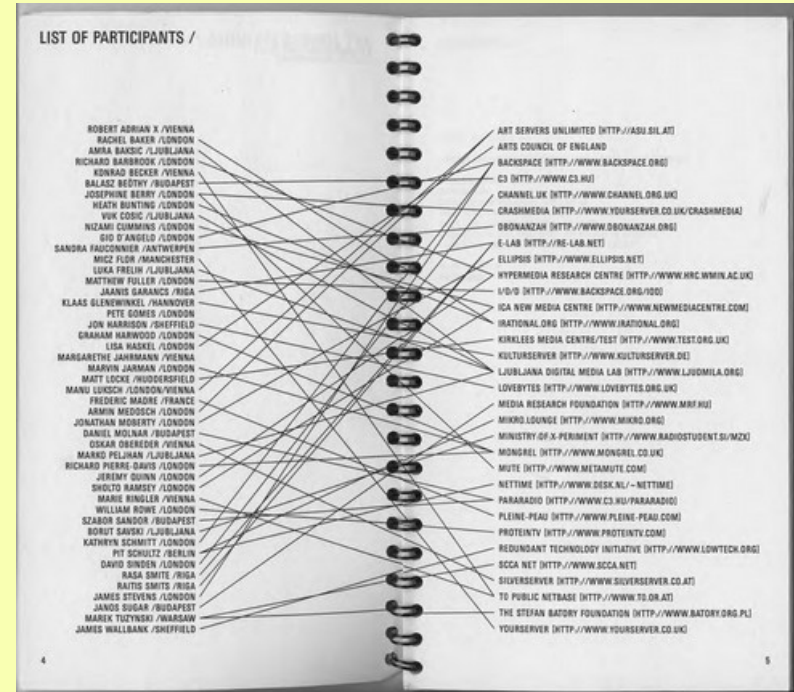 LIST OF PARTICIPANTS /
ROBERT ADRIAN X /VIENNA
RACHEL BAKER /LONDON
AMRA BAKSIC /LJUBLJANA
RICHARD BARBROOK /LONDON
KONRAD BECKER /VIENNA
BALASZ BEÖTHY /BUDAPEST
JOSEPHINE BERRY /LONDON
HEATH BUNTING /LONDON
VUK COSIC /LJUBLJANA
NIZAMI CUMMINS /LONDON
GIO D'ANGELO /LONDON
SANDRA FAUCONNIER /ANTWERPEN
MICZ FLOR /MANCHESTER
LUKA FRELIH /LJUBLJANA
MATTHEW FULLER /LONDON
JAANIS GARANCS /RIGA
KLAAS GLENEWINKEL /HANNOVER
PETE GOMES /LONDON
JON HARRISON /SHEFFIELD
GRAHAM HARWOOD /LONDON
LISA HASKEL /LONDON
MARGARETHE JAHRMANN /VIENNA
MARVIN JARMAN /LONDON
MATT LOCKE /HUDDERSFIELD
MANU LUKSCH /LONDON/VIENNA
FREDERIC MADRE /FRANCE
ARMIN MEDOSCH /LONDON
JONATHAN MOBERTY /LONDON
DANIEL MOLNAR /BUDAPEST
OSKAR OBEREDER /VIENNA
MARKO PELJHAN /LJUBLJANA
RICHARD PIERRE-DAVIS /LONDON
JEREMY QUINN /LONDON
SHOLTO RAMSEY /LONDON
MARIE RINGLER /VIENNA
WILLIAM ROWE /LONDON
SZABOR SANDOR /BUDAPEST
BORUT SAVSKI /LJUBLJANA
KATHRYN SCHMITT /LONDON
PIT SCHULTZ /BERLIN
DAVID SINDEN /LONDON
RASA SMITE /RIGA
RAITIS SMITS /RIGA
JAMES STEVENS /LONDON
JANOS SUGAR /BUDAPEST
MAREK TUZYNSKI /WARSAW
JAMES WALLBANK /SHEFFIELD
4
ART SERVERS UNLIMITED [HTTP://ASU.SIL.AT]
ARTS COUNCIL OF ENGLAND
BACKSPACE [HTTP://WWW.BACKSPACE.ORG]
C3 [HTTP://WWW.C3.HU]
CHANNEL.UK [HTTP://WWW.CHANNEL.ORG.UK]
CRASHMEDIA [HTTP://WWW.YOURSERVER.CO.UK/CRASHMEDIA]
DBONANZAH [HTTP://WWW.DBONANZAH.ORG]
E-LAB [HTTP://RE-LAB.NET]
ELLIPSIS [HTTP://WWW.ELLIPSIS.NET]
HYPERMEDIA RESEARCH CENTRE [HTTP://WWW.HRC.WMIN.AC.UK]
I/O/D [HTTP://WWW.BACKSPACE.ORG/IOD]
ICA NEW MEDIA CENTRE [HTTP://WWW.NEWMEDIACENTRE.COM]
IRATIONAL.ORG [HTTP://WWW.IRATIONAL.ORG]
KIRKLEES MEDIA CENTRE/TEST [HTTP://WWW.TEST.ORG.UK]
KULTURSERVER [HTTP://WWW.KULTURSERVER.DE]
LJUBLJANA DIGITAL MEDIA LAB [HTTP://WWW.LJUDMILA.ORG]
LOVEBYTES [HTTP://WWW.LOVEBYTES.ORG.UK]
MEDIA RESEARCH FOUNDATION [HTTP://WWW.MRF.HU]
MIKRO.LOUNGE [HTTP://WWW.MIKRO.ORG]
MINISTRY-OF-X-PERIMENT [HTTP://WWW.RADIOSTUDENT.SI/MZX]
MONGREL [HTTP://WWW.MONGREL.CO.UK]
MUTE [HTTP://WWW.METAMUTE.COM]
NETTIME [HTTP://WWW.DESK.NL/~NETTIME]
PARARADIO [HTTP://WWW.C3.HU/PARARADIO]
PLEINE-PEAU [HTTP://WWW.PLEINE-PEAU.COM]
PROTEINTV [HTTP://WWW.PROTEINTV.COM]
REDUNDANT TECHNOLOGY INITIATIVE [HTTP://WWW.LOWTECH.ORG]
SCCA NET [HTTP://WWW.SCCA.NET]
SILVERSERVER [HTTP://WWW.SILVERSERVER.CO.AT]
TO PUBLIC NETBASE [HTTP://WWW.TO.OR.AT]
THE STEFAN BATORY FOUNDATION [HTTP://WWW.BATORY.ORG.PL]
YOURSERVER [HTTP://WWW.YOURSERVER.CO.UK]
5